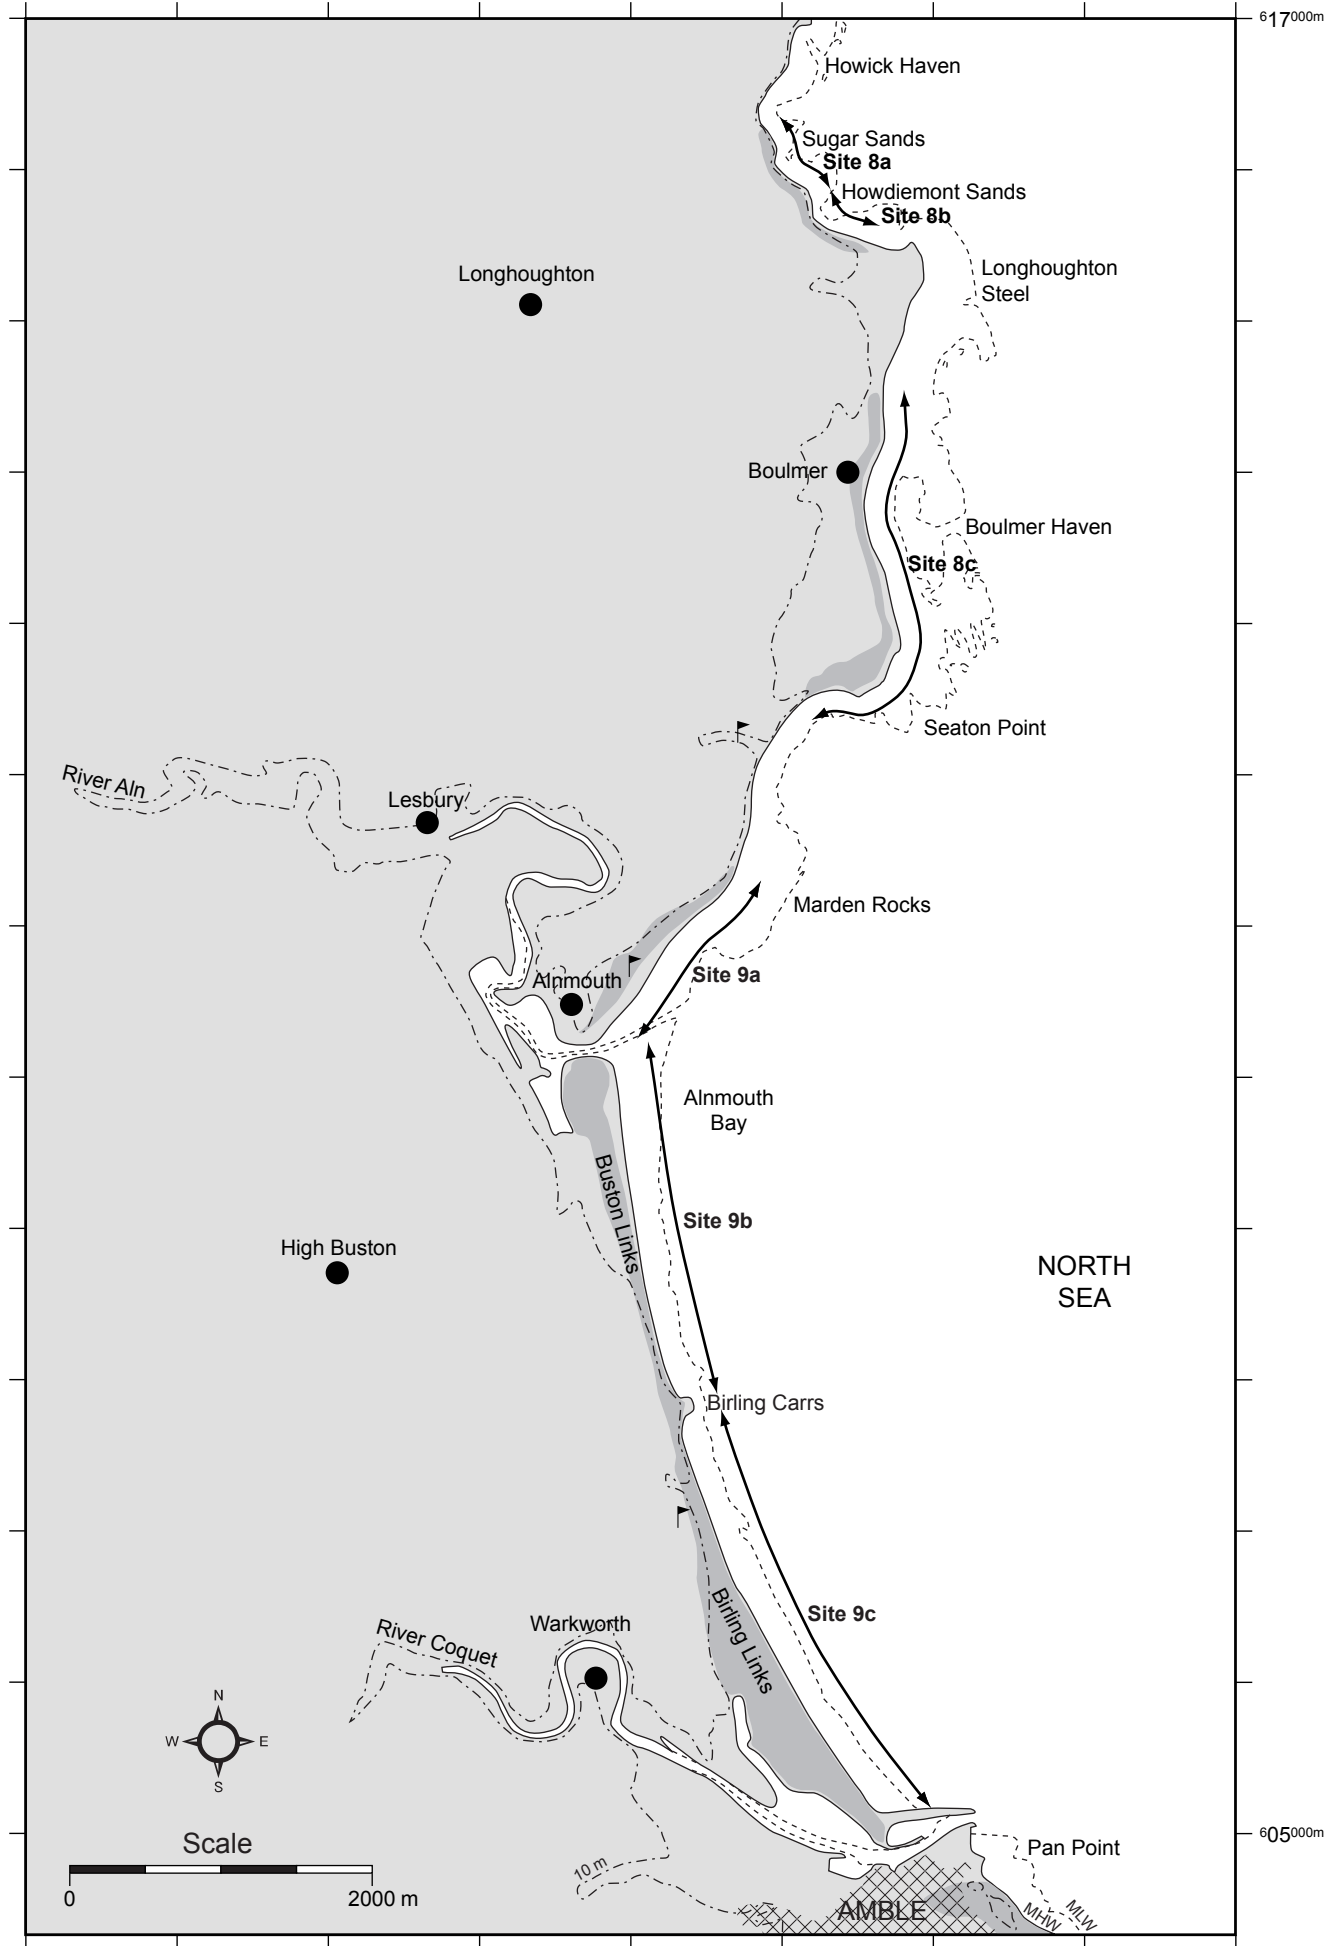 617000m
Howick Haven
Sugar Sands
Site 8a
Howdiemont Sands
Site 8b
Longhoughton
Longhoughton
Steel
Boulmer
Boulmer Haven
Site 8c
Seaton Point
River Aln
Lesbury
Marden Rocks
Alnmouth
Site 9a
Alnmouth
Bay
Buston Links
Site 9b
High Buston
NORTH
SEA
Birling Carrs
Birling Links
Site 9c
Warkworth
River Coquet
N
W
E
S
605000m
Scale
0
2000 m
10 m
Pan Point
AMBLE
MHW
MLW